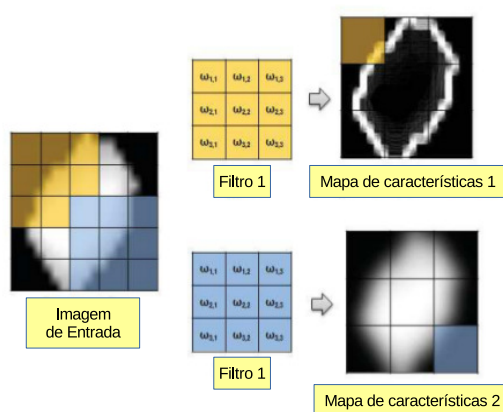 ω1,1 ω1,2 ω1,3
ω2,1 ω2,2 ω2,3
ω3,1 ω3,2 ω3,3
Filtro 1
Mapa de característificas 1
Imagem
de Entrada
ω1,1 ω1,2 ω1,3
ω2,1 ω2,2 ω2,3
ω3,1 ω3,2 ω3,3
Filtro 1
Mapa de característificas 2